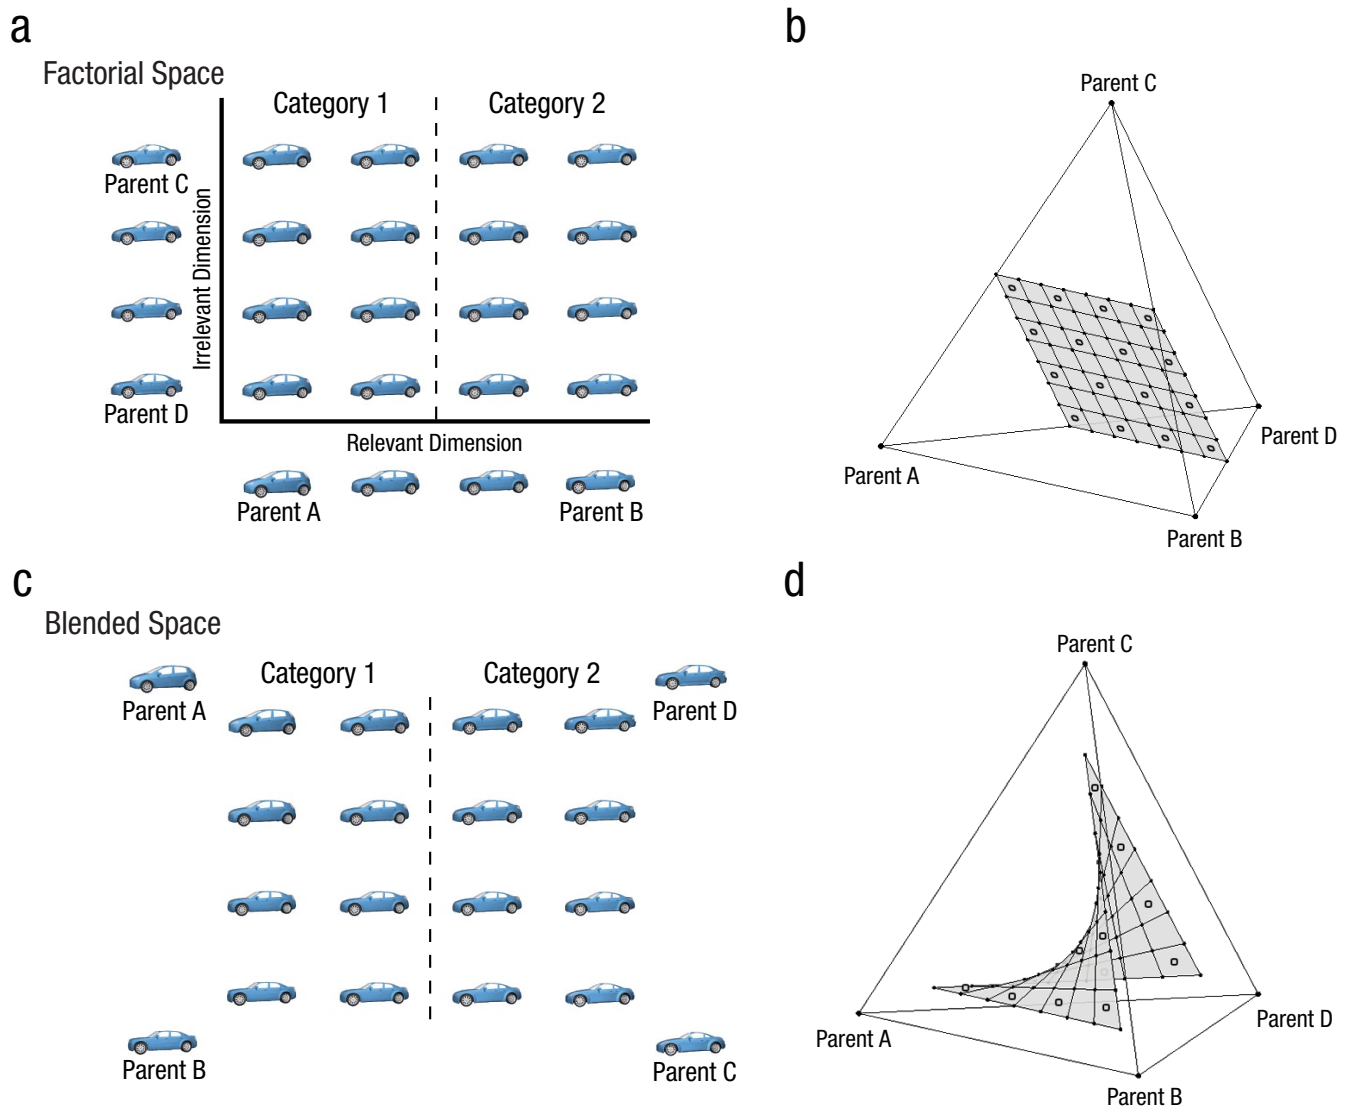 a
Factorial Space
Category 1
Category 2
Parent C
Irrelevant Dimension
Parent D
Relevant Dimension
Parent A
Parent B
b
Parent C
Parent D
Parent A
Parent B
c
Blended Space
Category 1
Category 2
Parent A
Parent D
Parent B
Parent C
d
Parent C
Parent D
Parent A
Parent B